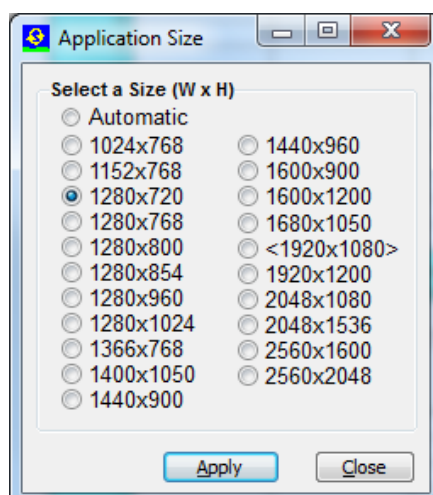 Application Size
Select a Size (W x H)
Automatic
1024x768
1152x768
1280x720
1280x768
1280x800
1280x854
1280x960
1280x1024
1366x768
1400x1050
1440x900
1440x960
1600x900
1600x1200
1680x1050
<1920x1080>
1920x1200
2048x1080
2048x1536
2560x1600
2560x2048
Apply
Close